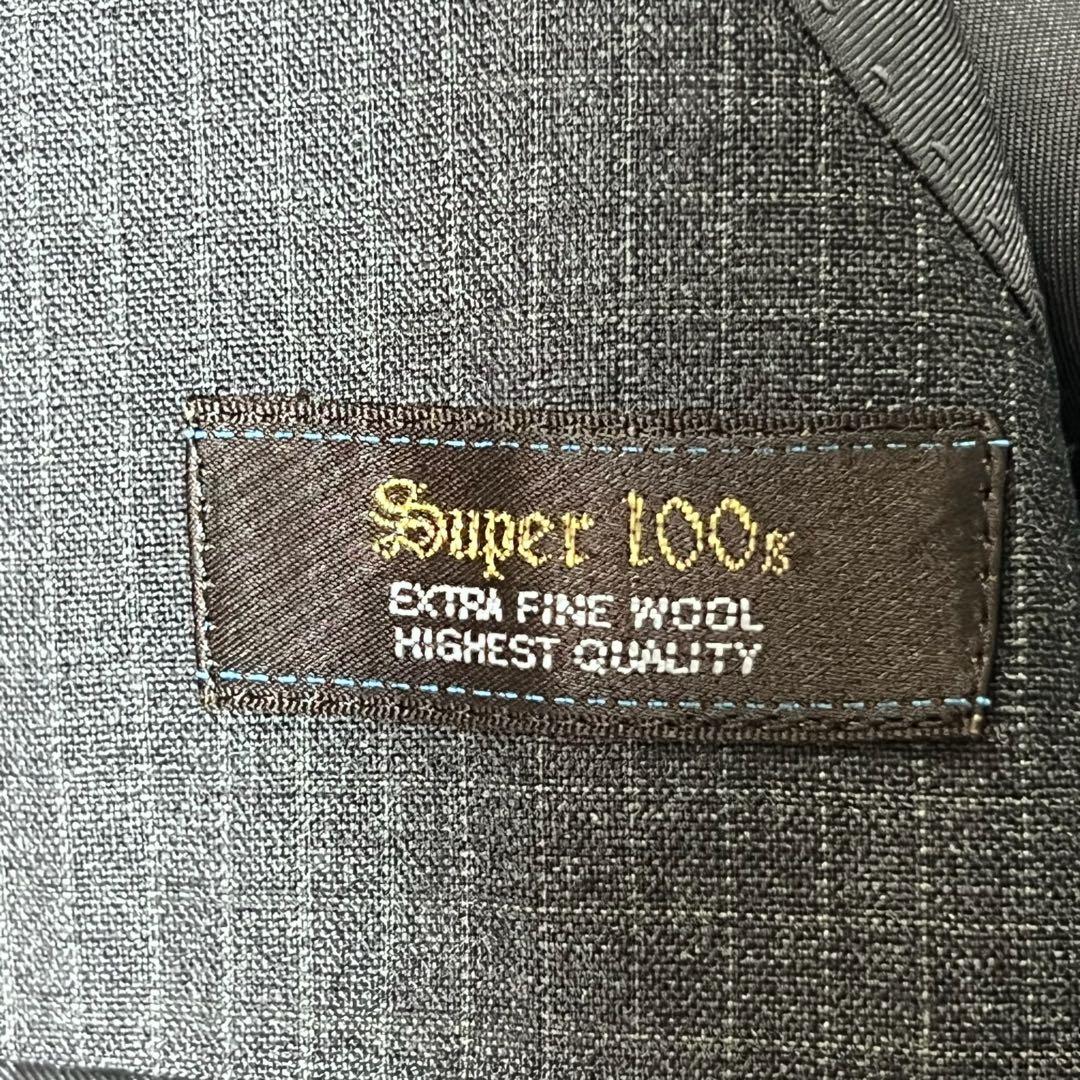 Super 100s
EXTRA FINE WOOL
HIGHEST QUALITY